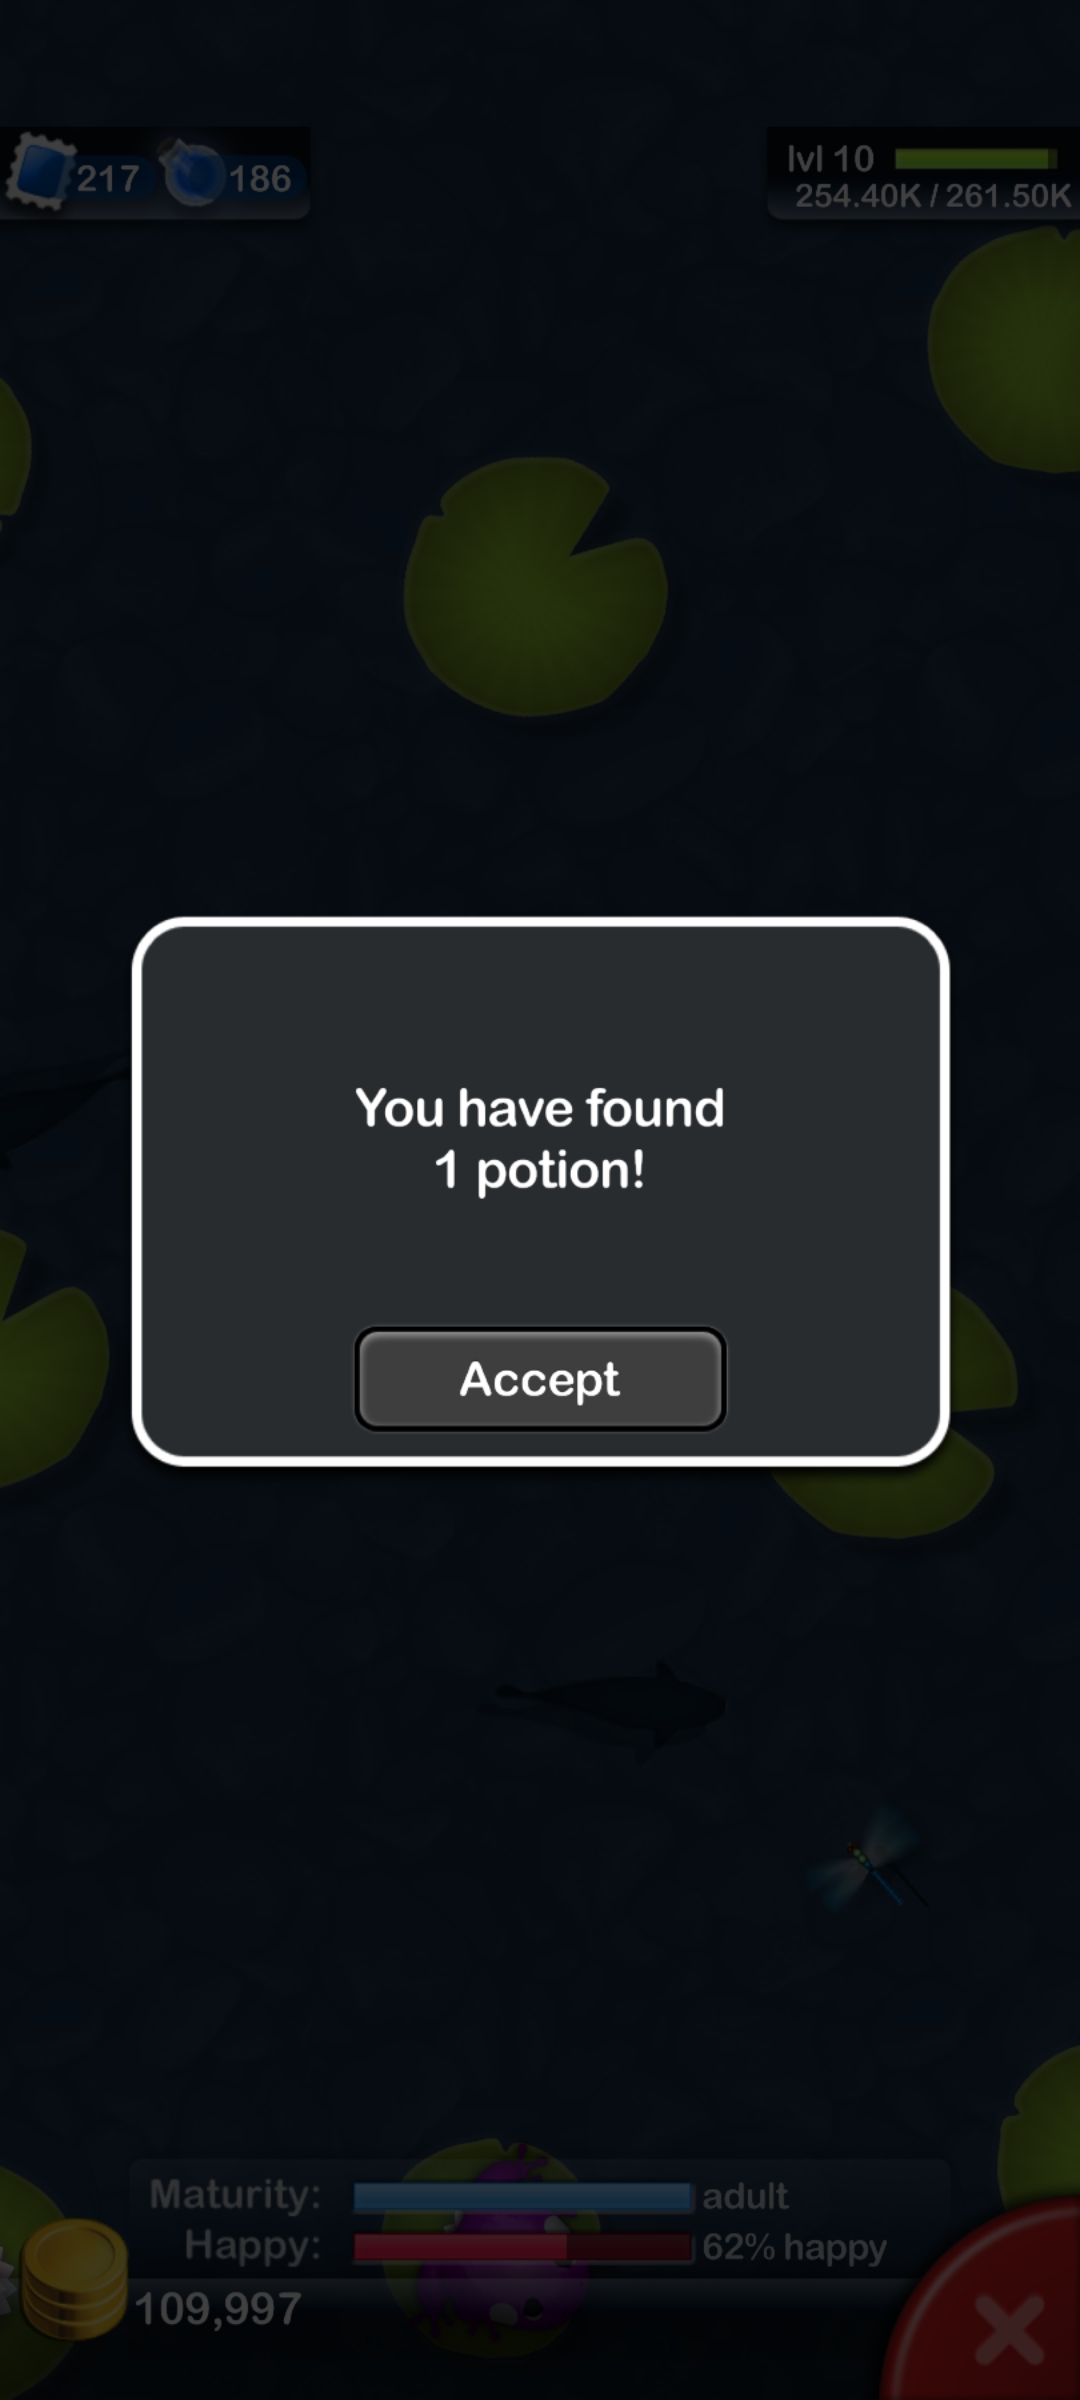 217 186
lvl 10
254.40K / 261.50K
You have found
1 potion!
Accept
Maturity: adult
Happy: 62% happy
109,997